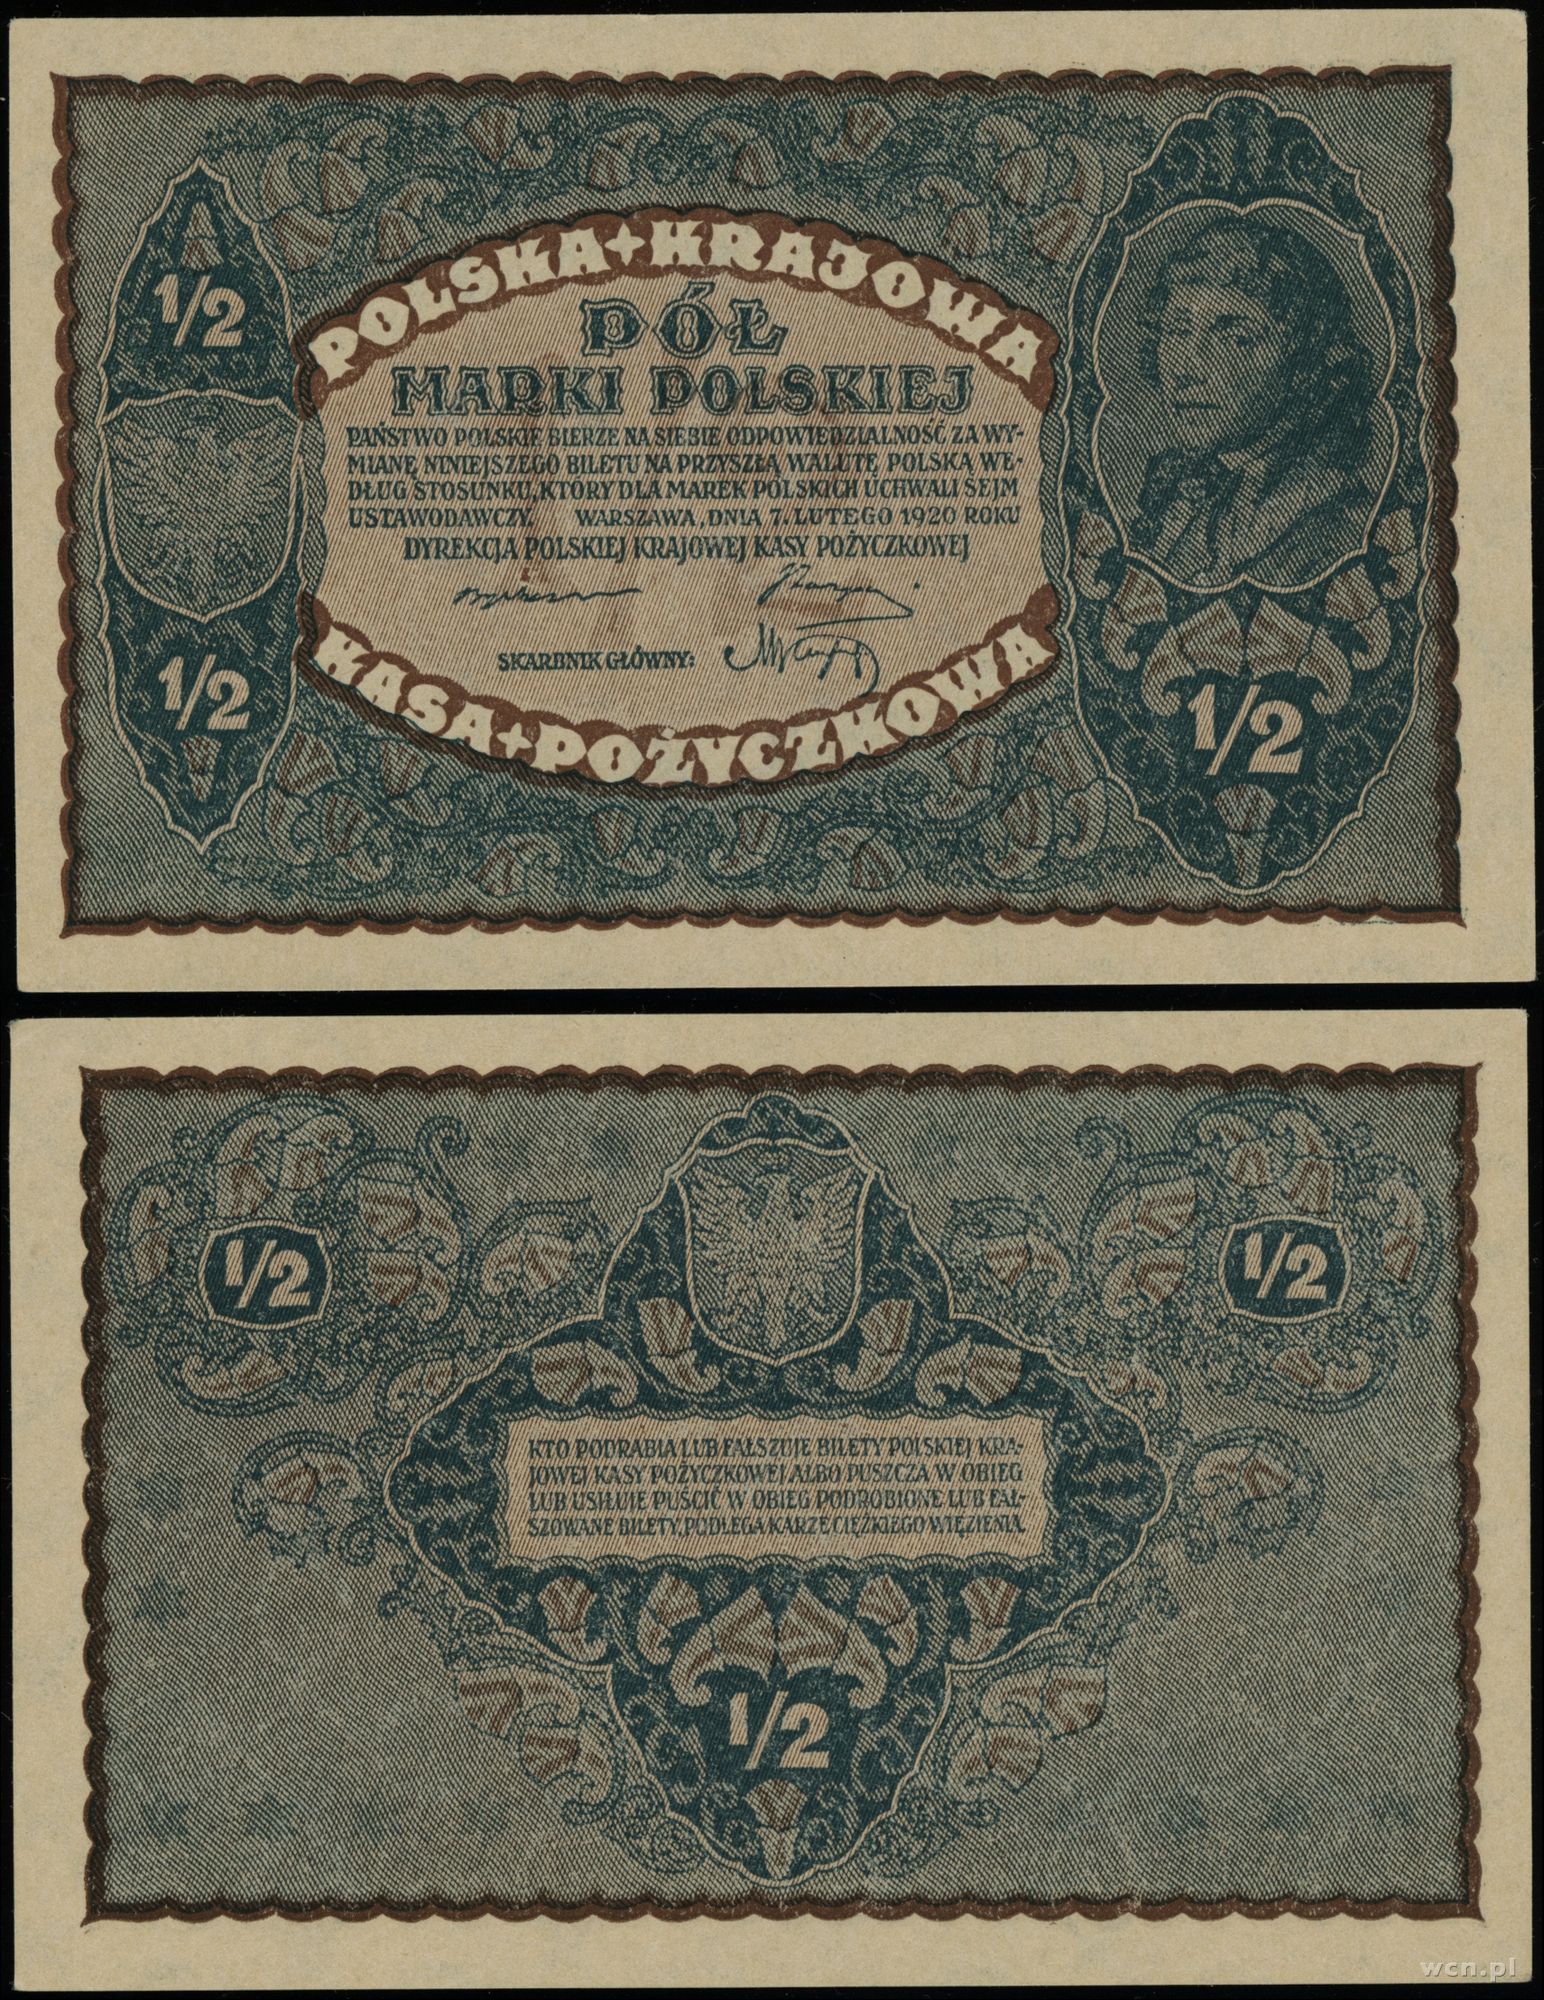 POLSKA + KRAJOWA
A
1/2
PÓŁ
MARKI POLSKIEJ
PAŃSTWO POLSKIE BIERZE NA SIEBIE ODPOWIEDZIALNOŚĆ ZA WY-
MIANĘ NINIEJSZEGO BILETU NA PRZYSZŁĄ WALUTĘ POLSKĄ WE-
DŁUG STOSUNKU, KTÓRY DLA MAREK POLSKICH UCHWALI SEJM
USTAWODAWCZY. WARSZAWA, DNIA 7. LUTEGO 1920 ROKU
DYREKCJA POLSKIEJ KRAJOWEJ KASY POŻYCZKOWEJ
SKARBNIK GŁÓWNY:
1/2
1/2
KASA + POŻYCZKOWA
1/2
1/2
KTO PODRABIA LUB FAŁSZUJE BILETY POLSKIEJ KRA-
JOWEJ KASY POŻYCZKOWEJ ALBO PUSZCZA W OBIEG
LUB USIŁUJE PUŚCIĆ W OBIEG PODROBIONE LUB FAŁ-
SZOWANE BILETY, PODLEGA KARZE CIĘŻKIEGO WIĘZIENIA
1/2
wcn.pl